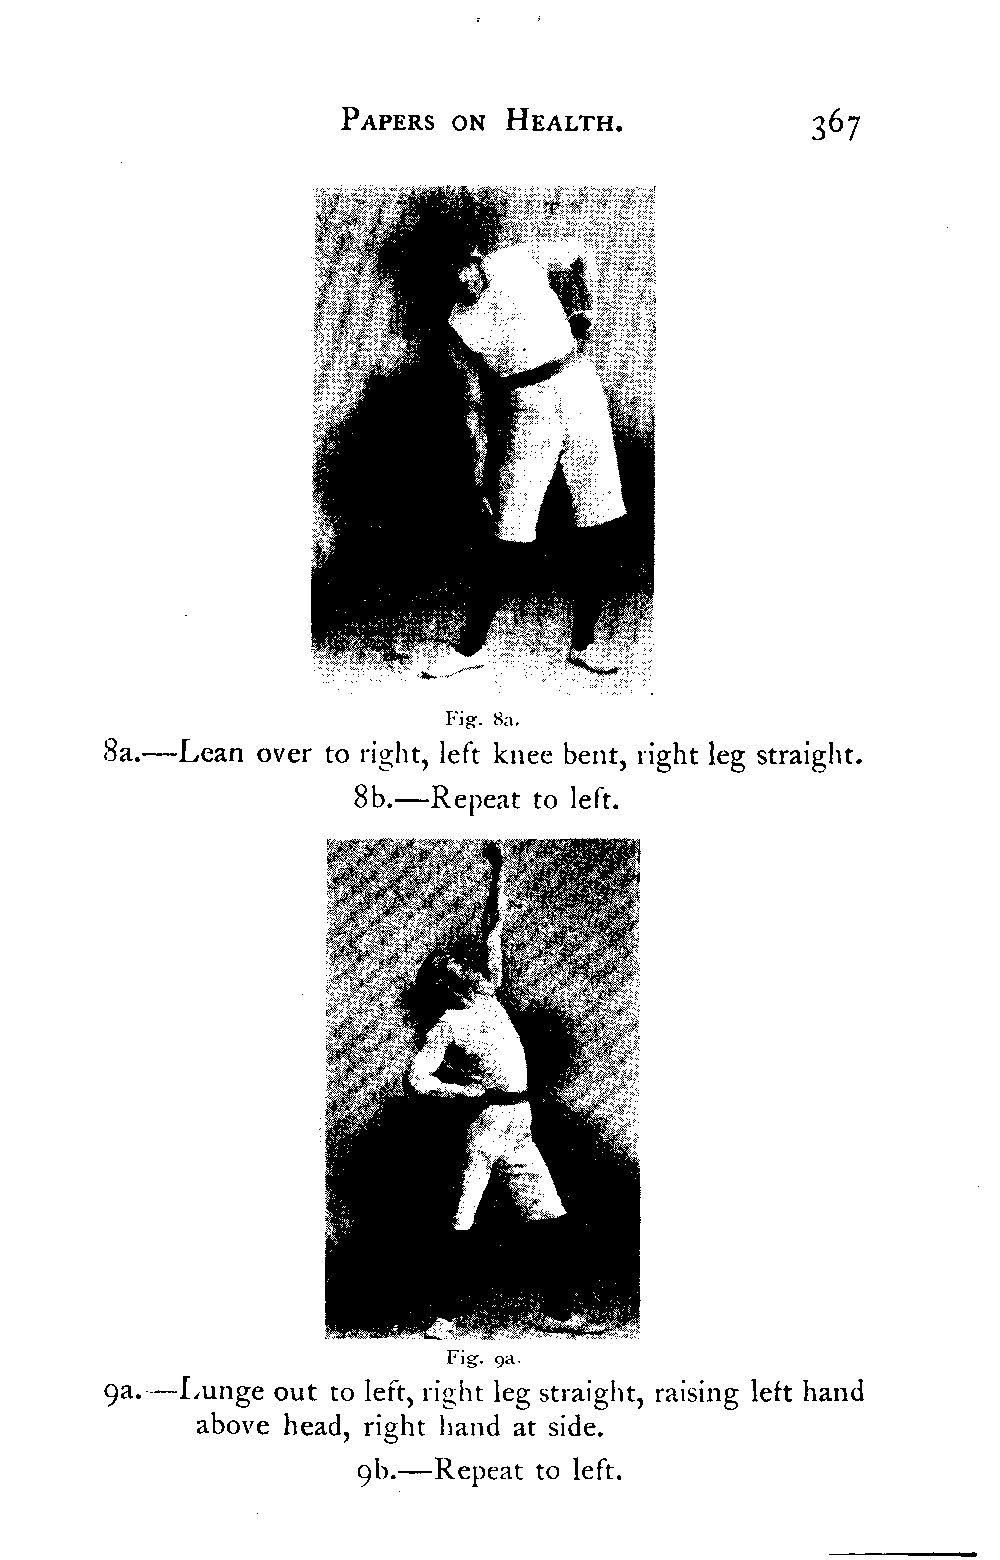 Papers on Health. 367
Fig. 8a.
8a.—Lean over to right, left knee bent, right leg straight.
8b.—Repeat to left.
Fig. 9a.
9a.—Lunge out to left, right leg straight, raising left hand
above head, right hand at side.
9b.—Repeat to left.